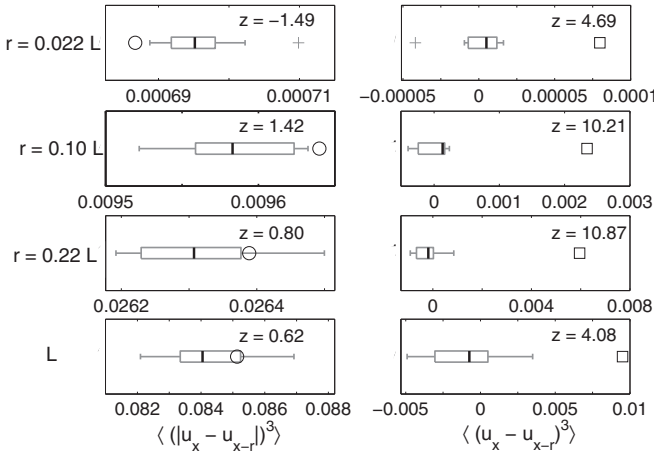 r = 0.022 L
z = −1.49
z = 4.69
0.00069 0.00071
−0.00005 0 0.00005 0.0001
r = 0.10 L
z = 1.42
z = 10.21
0.0095 0.0096
0 0.001 0.002 0.003
r = 0.22 L
z = 0.80
z = 10.87
0.0262 0.0264
0 0.004 0.008
L
z = 0.62
z = 4.08
0.082 0.084 0.086 0.088
−0.005 0 0.005 0.01
⟨ (|u_x − u_{x−r}|)^3⟩
⟨ (u_x − u_{x−r})^3⟩